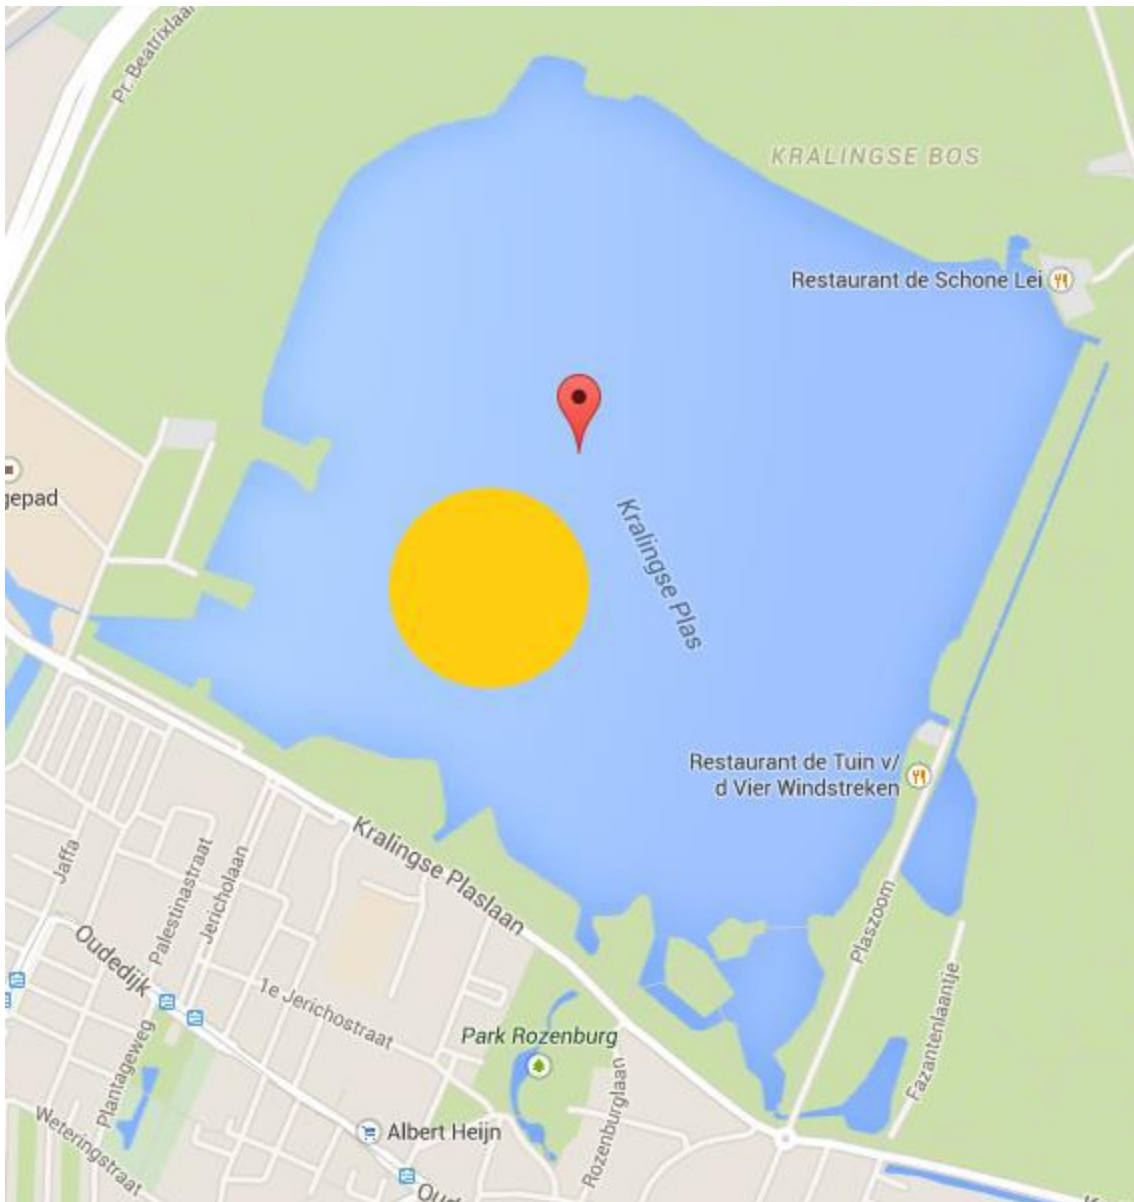 Pr. Beatrixlaan
KRALINGSE BOS
Restaurant de Schone Lei
gepad
Kralingse Plas
Restaurant de Tuin v/
d Vier Windstreken
Kralingse Plaslaan
Jaffa
Palestinastraat
Jericholaan
Plaszoom
Oudedijk
1e Jerichostraat
Fazantenlaantje
Park Rozenburg
Plantageweg
Rozenburglaan
Weteringstraat
Albert Heijn